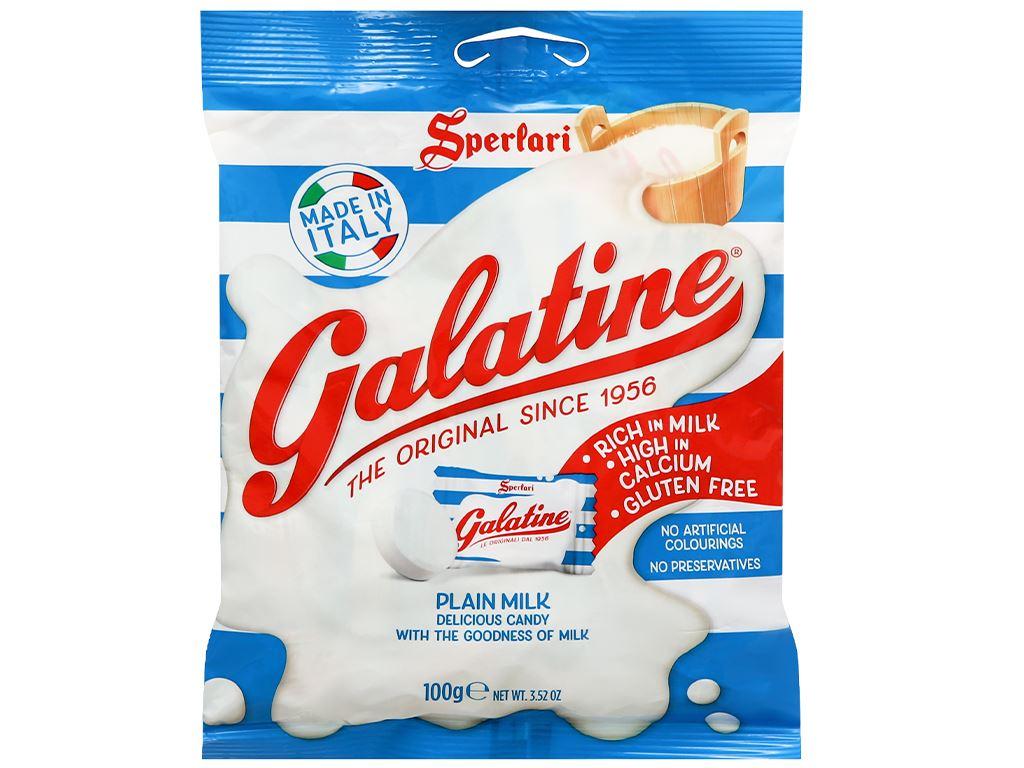 Sperlari
MADE IN
ITALY
Galatine®
THE ORIGINAL SINCE 1956
• RICH IN MILK
• HIGH IN
CALCIUM
• GLUTEN FREE
Sperlari
Galatine
LE ORIGINALI DAL 1956
NO ARTIFICIAL
COLOURINGS
NO PRESERVATIVES
PLAIN MILK
DELICIOUS CANDY
WITH THE GOODNESS OF MILK
100g℮ NET WT. 3.52 OZ